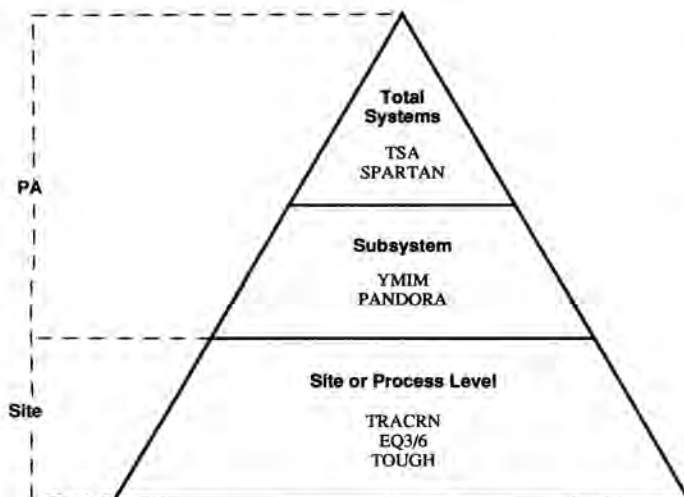 Total
Systems
TSA
SPARTAN
PA
Subsystem
YMIM
PANDORA
Site or Process Level
Site
TRACRN
EQ3/6
TOUGH